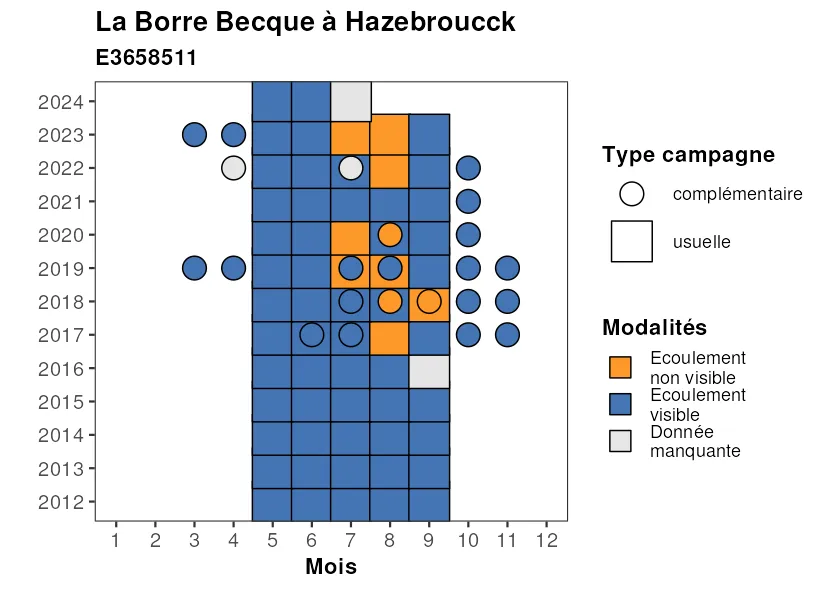 La Borre Becque à Hazebroucck
E3658511
2024
2023
2022
2021
2020
2019
2018
2017
2016
2015
2014
2013
2012
1 2 3 4 5 6 7 8 9 10 11 12
Mois
Type campagne
complémentaire
usuelle
Modalités
Ecoulement
non visible
Ecoulement
visible
Donnée
manquante